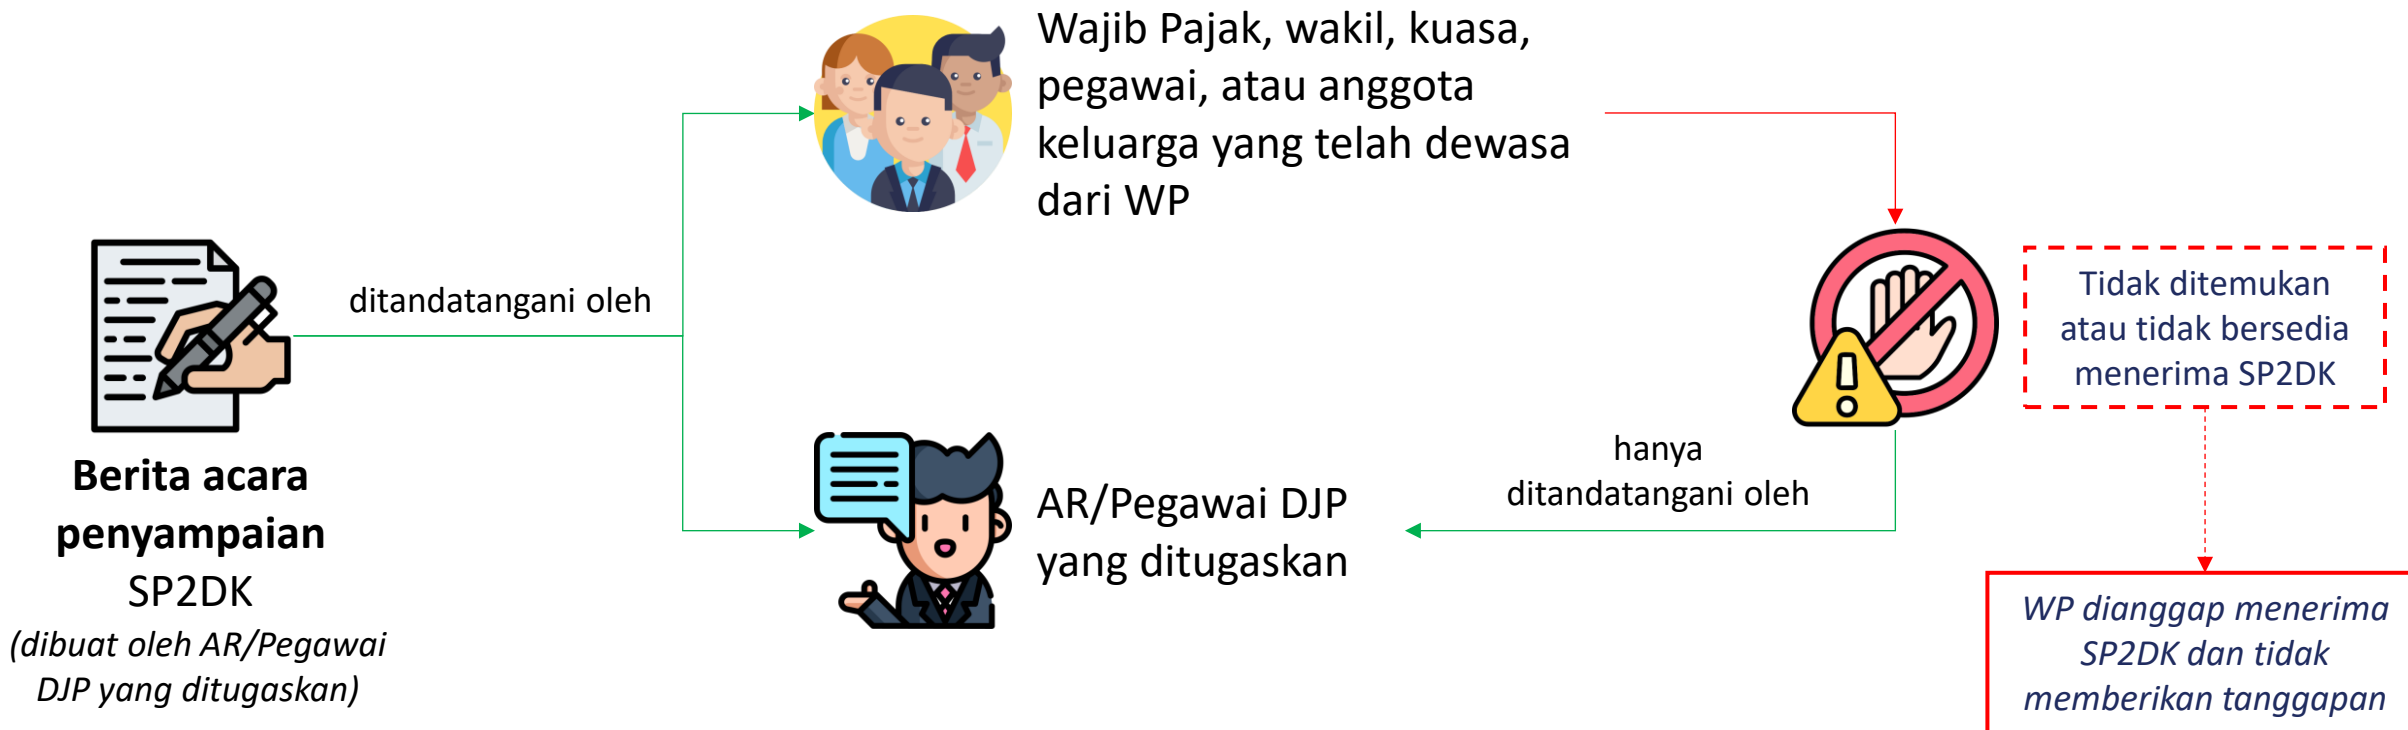 Wajib Pajak, wakil, kuasa,
pegawai, atau anggota
keluarga yang telah dewasa
dari WP
ditandatangani oleh
Tidak ditemukan
atau tidak bersedia
menerima SP2DK
Berita acara
penyampaian
SP2DK
(dibuat oleh AR/Pegawai
DJP yang ditugaskan)
AR/Pegawai DJP
yang ditugaskan
hanya
ditandatangani oleh
WP dianggap menerima
SP2DK dan tidak
memberikan tanggapan